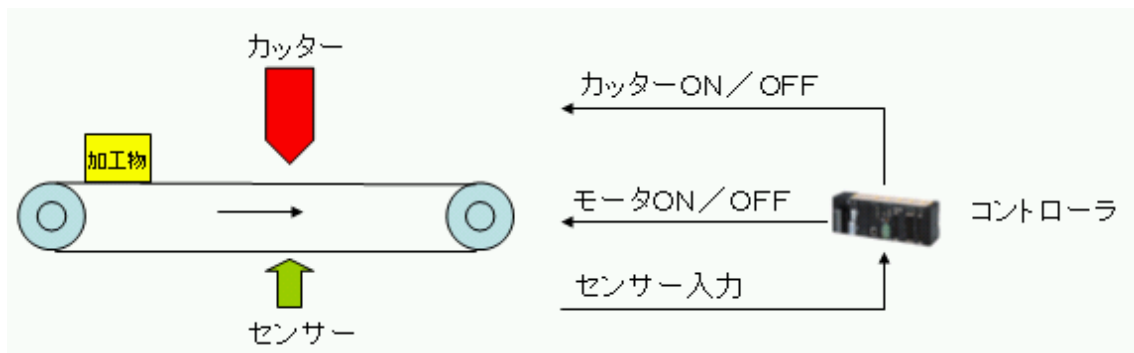 カッター
加工物
センサー
カッターON／OFF
モータON／OFF
センサー入力
コントローラ